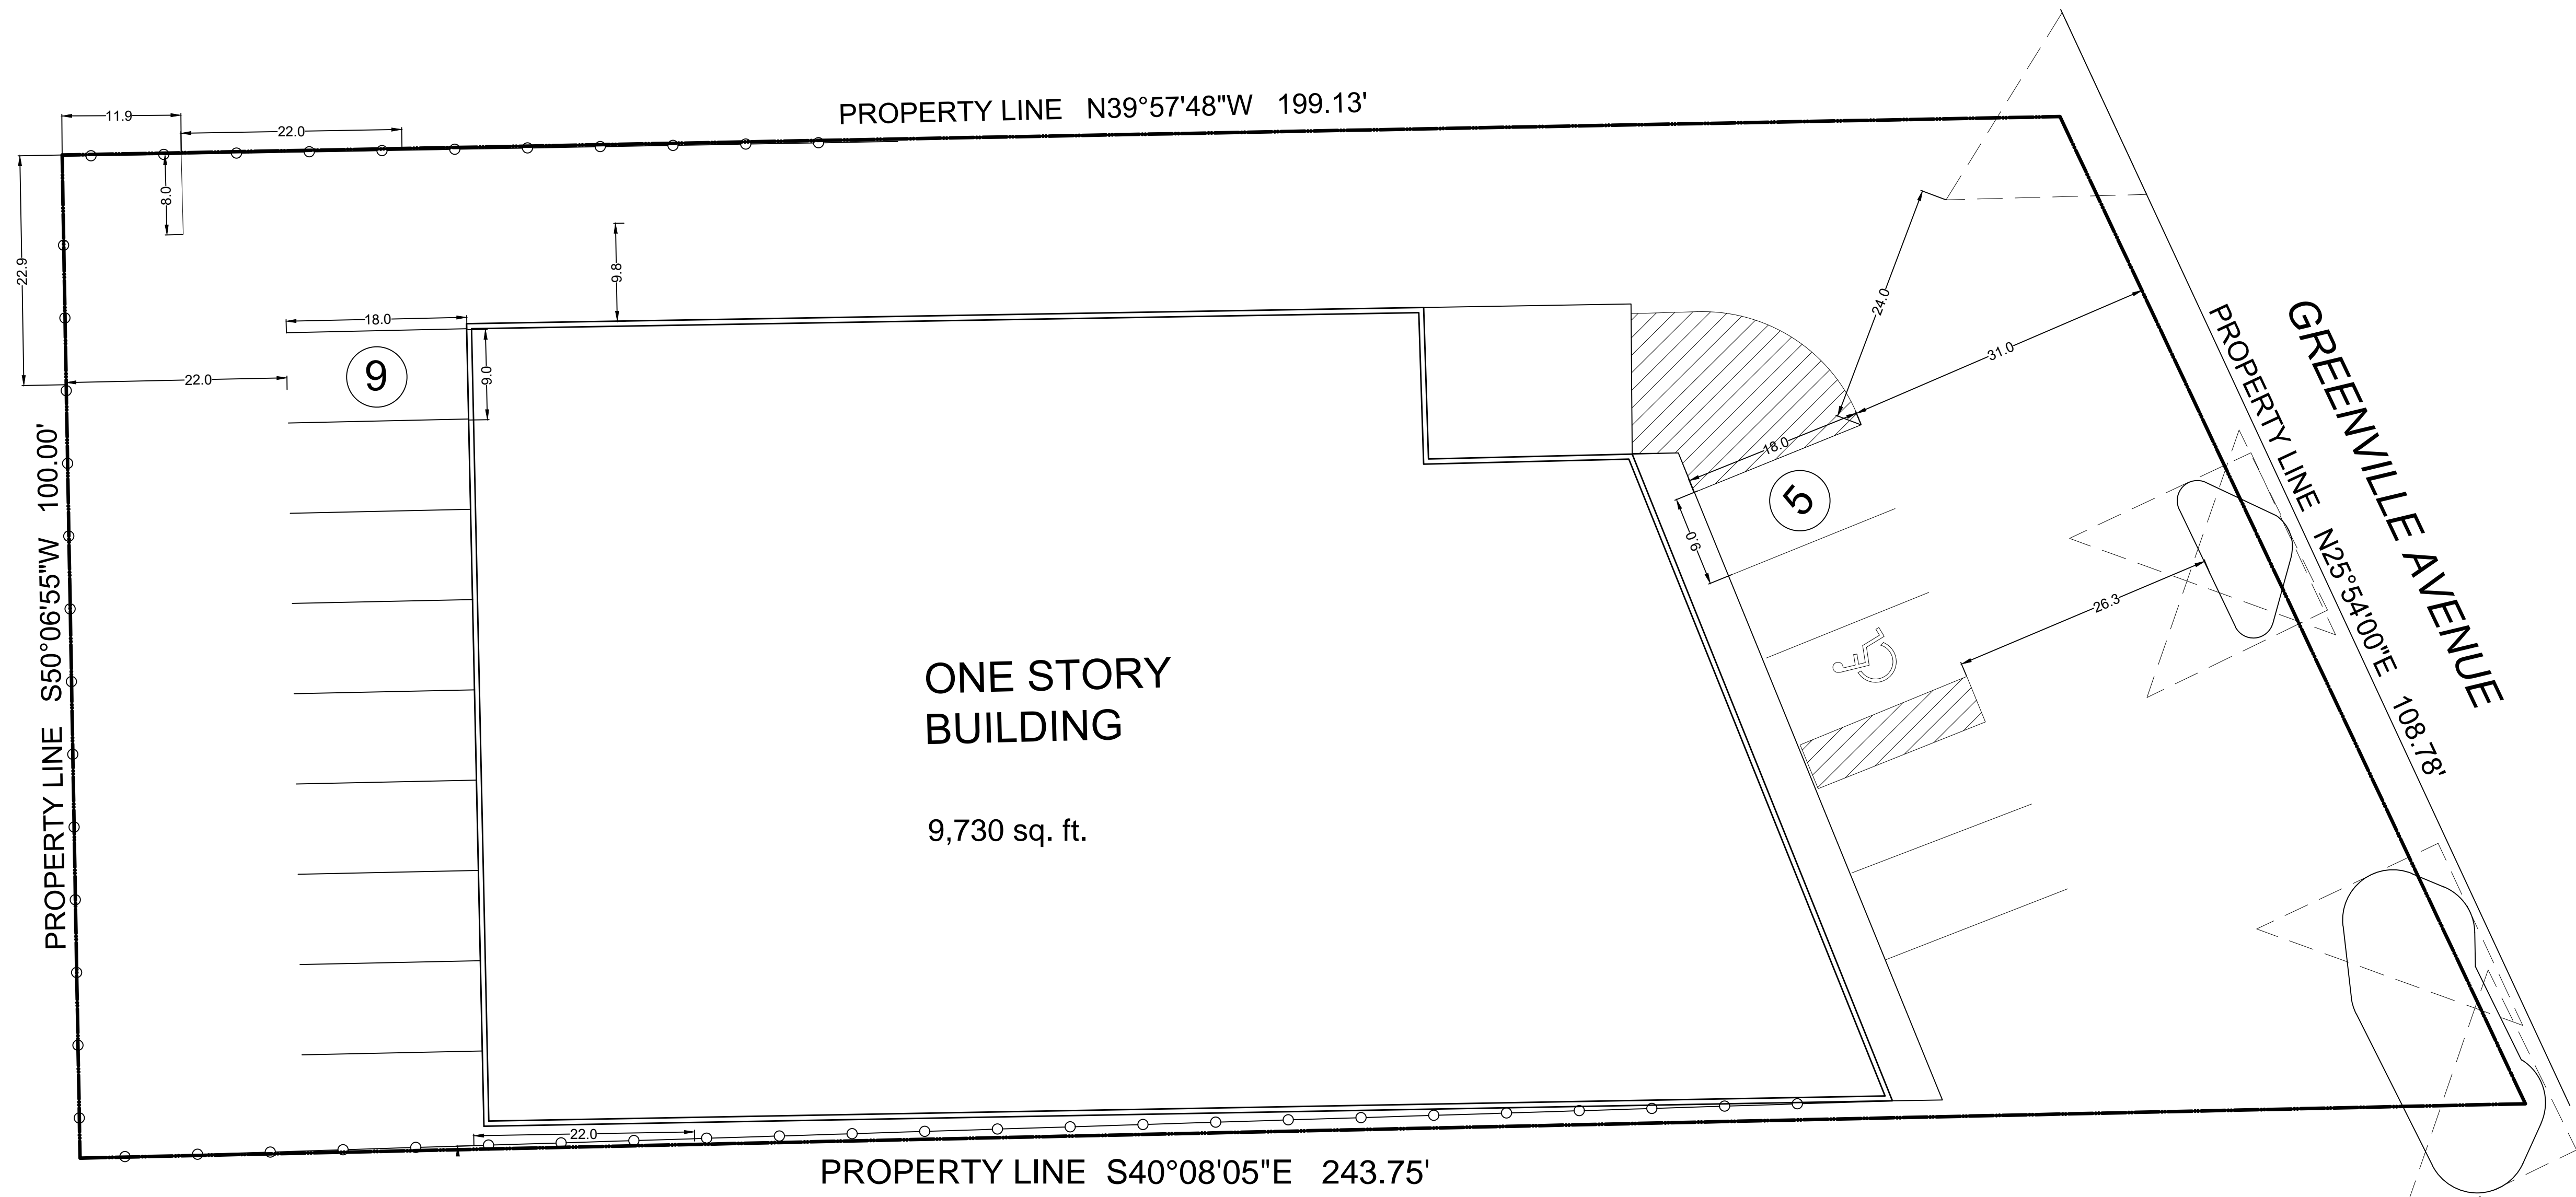 PROPERTY LINE N39°57'48"W 199.13'
11.9
22.0
8.0
22.9
9.8
18.0
9
9.0
22.0
24.0
31.0
18.0
5
9.0
26.3
GREENVILLE AVENUE
PROPERTY LINE N25°54'00"E 108.78'
PROPERTY LINE S50°06'55"W 100.00'
ONE STORY
BUILDING
9,730 sq. ft.
22.0
PROPERTY LINE S40°08'05"E 243.75'